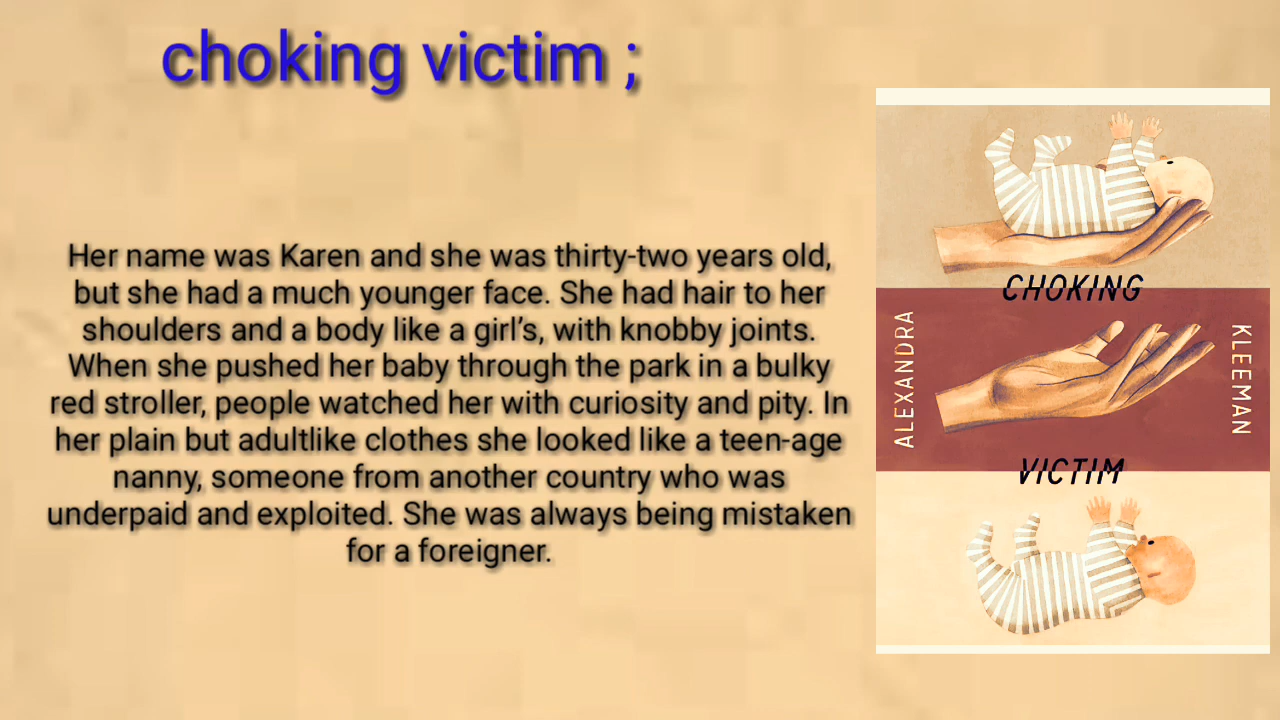 choking victim ;
Her name was Karen and she was thirty-two years old,
but she had a much younger face. She had hair to her
shoulders and a body like a girl’s, with knobby joints.
When she pushed her baby through the park in a bulky
red stroller, people watched her with curiosity and pity. In
her plain but adultlike clothes she looked like a teen-age
nanny, someone from another country who was
underpaid and exploited. She was always being mistaken
for a foreigner.
CHOKING
ALEXANDRA
KLEEMAN
VICTIM